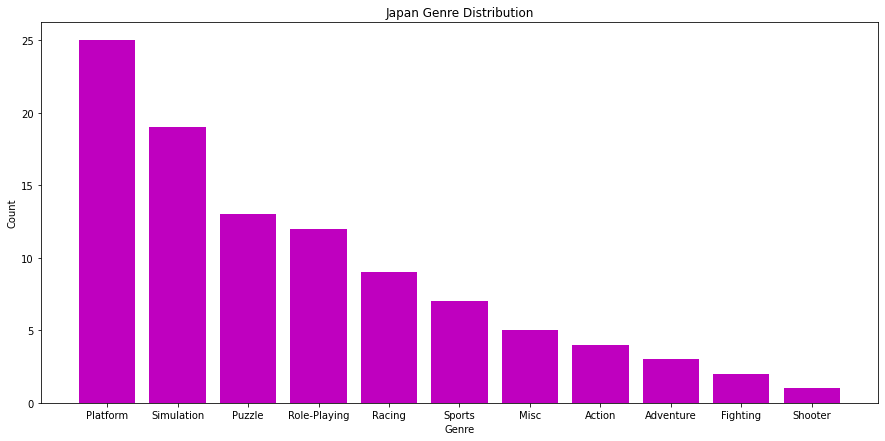 Japan Genre Distribution
25
20
15
10
5
0
Count
Platform Simulation Puzzle Role-Playing Racing Sports Misc Action Adventure Fighting Shooter
Genre